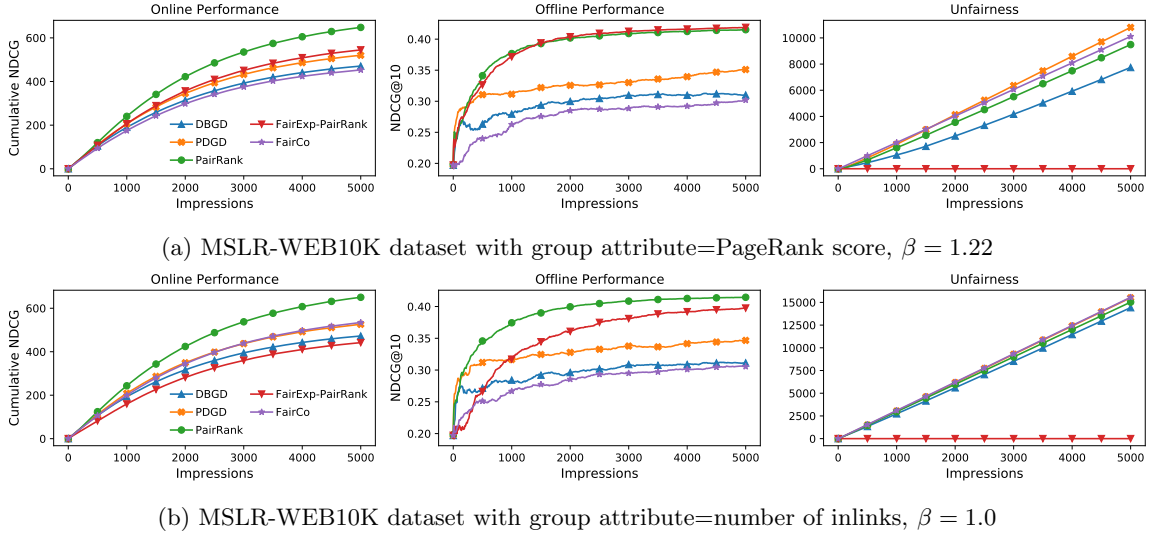 Online Performance
Cumulative NDCG
600
400
200
0
DBGD
PDGD
PairRank
FairExp-PairRank
FairCo
0 1000 2000 3000 4000 5000
Impressions
Offline Performance
NDCG@10
0.40
0.35
0.30
0.25
0.20
0 1000 2000 3000 4000 5000
Impressions
Unfairness
10000
8000
6000
4000
2000
0
0 1000 2000 3000 4000 5000
Impressions
(a) MSLR-WEB10K dataset with group attribute=PageRank score, β = 1.22
Online Performance
Cumulative NDCG
600
400
200
0
DBGD
PDGD
PairRank
FairExp-PairRank
FairCo
0 1000 2000 3000 4000 5000
Impressions
Offline Performance
NDCG@10
0.40
0.35
0.30
0.25
0.20
0 1000 2000 3000 4000 5000
Impressions
Unfairness
15000
12500
10000
7500
5000
2500
0
0 1000 2000 3000 4000 5000
Impressions
(b) MSLR-WEB10K dataset with group attribute=number of inlinks, β = 1.0